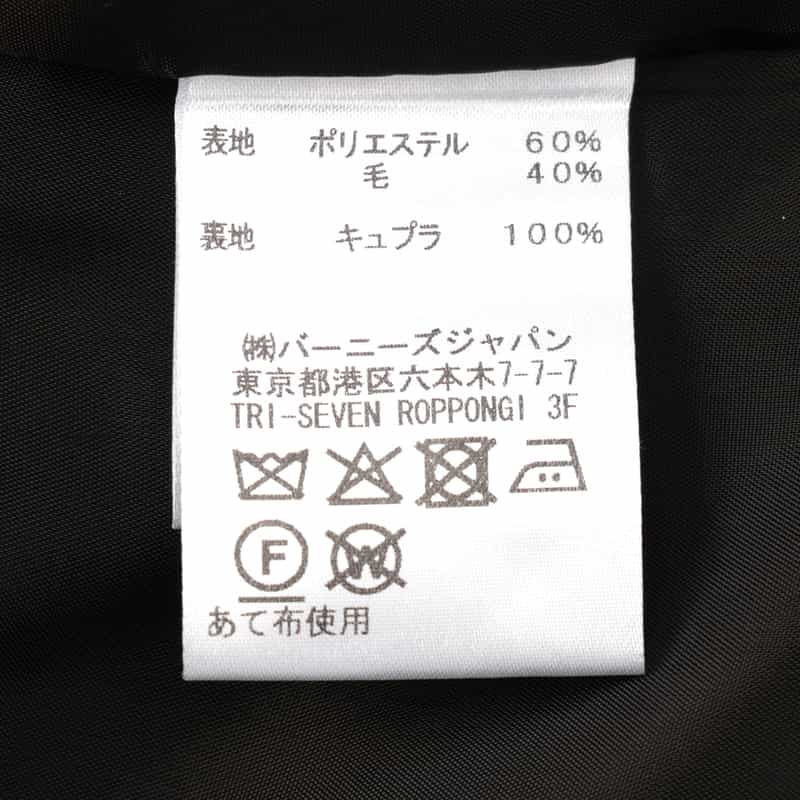 表地 ポリエステル 60%
毛 40%
裏地 キュプラ 100%
㈱バーニーズジャパン
東京都港区六本木7-7-7
TRI-SEVEN ROPPONGI 3F
F W
あて布使用